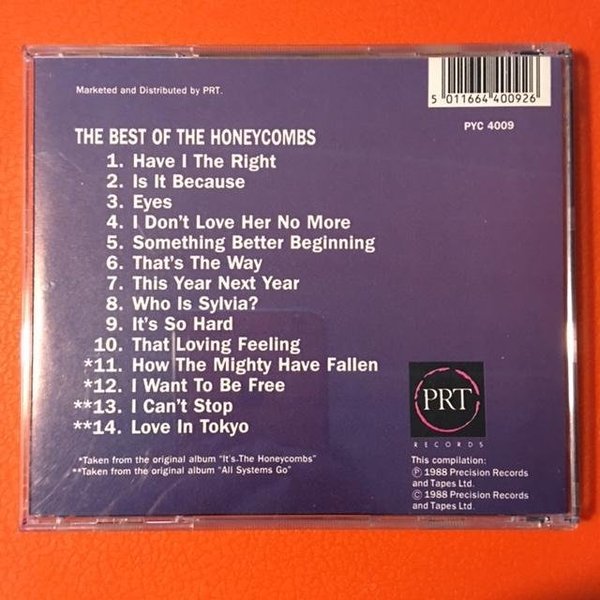 Marketed and Distributed by PRT.
5 011664 400926
PYC 4009
THE BEST OF THE HONEYCOMBS
1. Have I The Right
2. Is It Because
3. Eyes
4. I Don't Love Her No More
5. Something Better Beginning
6. That's The Way
7. This Year Next Year
8. Who Is Sylvia?
9. It's So Hard
10. That Loving Feeling
*11. How The Mighty Have Fallen
*12. I Want To Be Free
**13. I Can't Stop
**14. Love In Tokyo
*Taken from the original album "It's The Honeycombs"
**Taken from the original album "All Systems Go"
PRT
RECORDS
This compilation:
℗ 1988 Precision Records
and Tapes Ltd.
© 1988 Precision Records
and Tapes Ltd.